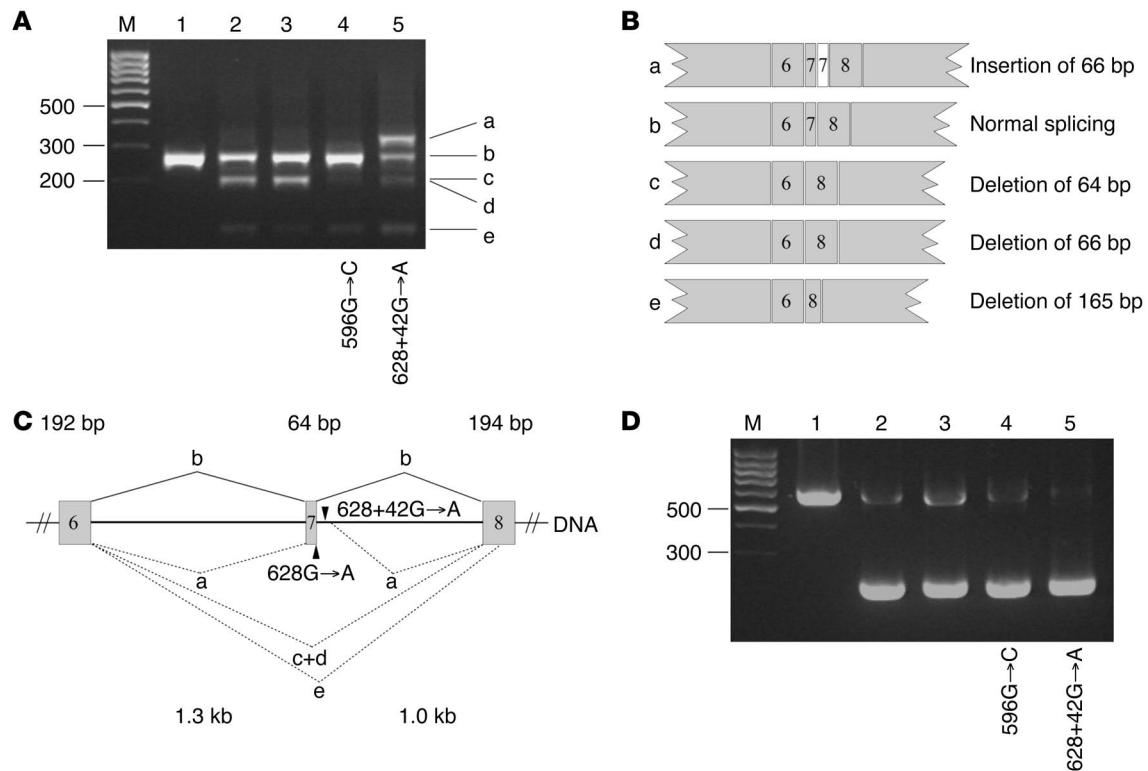 A
M 1 2 3 4 5
500
300
200
a
b
c
d
e
596G→C
628+42G→A
B
a 6 7 7 8 Insertion of 66 bp
b 6 7 8 Normal splicing
c 6 8 Deletion of 64 bp
d 6 8 Deletion of 66 bp
e 6 8 Deletion of 165 bp
C 192 bp 64 bp 194 bp
b b
628+42G→A
6 7 8 DNA
628G→A
a a
c+d
e
1.3 kb 1.0 kb
D
M 1 2 3 4 5
500
300
596G→C
628+42G→A